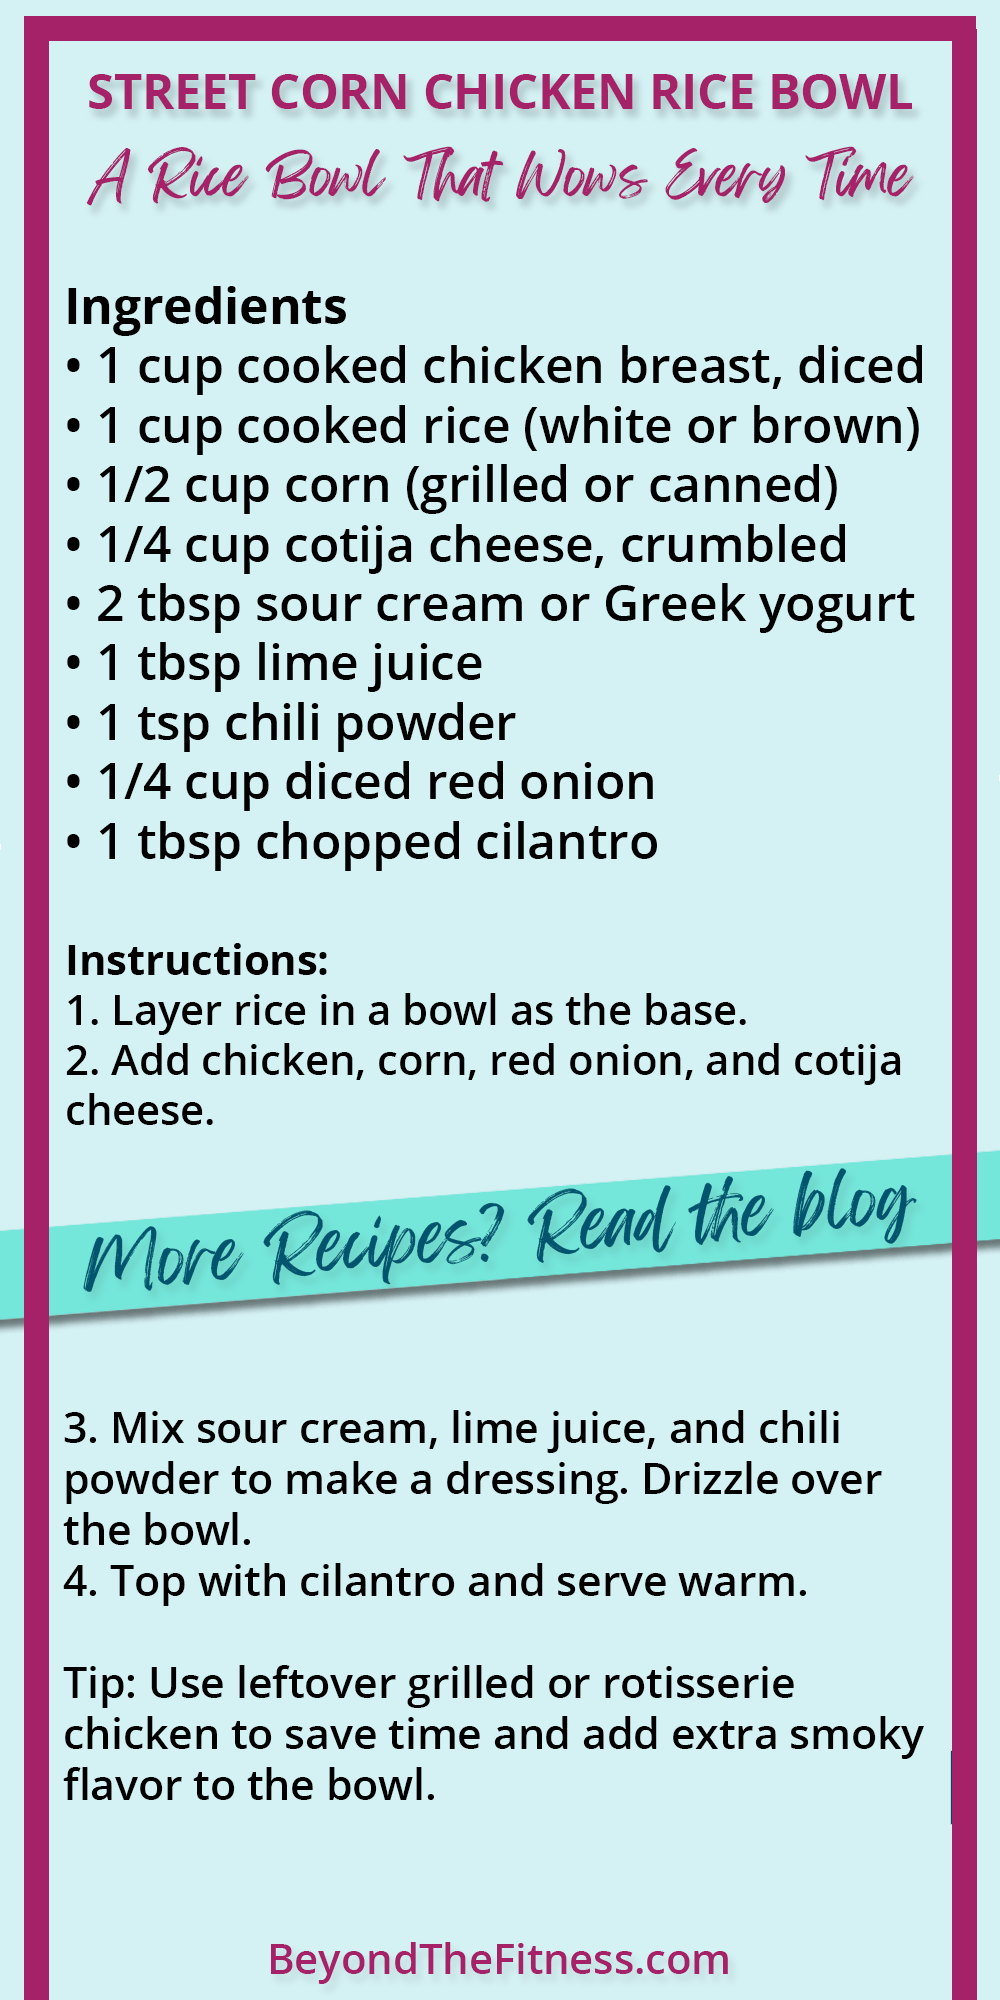 STREET CORN CHICKEN RICE BOWL
A Rice Bowl That Wows Every Time
Ingredients
• 1 cup cooked chicken breast, diced
• 1 cup cooked rice (white or brown)
• 1/2 cup corn (grilled or canned)
• 1/4 cup cotija cheese, crumbled
• 2 tbsp sour cream or Greek yogurt
• 1 tbsp lime juice
• 1 tsp chili powder
• 1/4 cup diced red onion
• 1 tbsp chopped cilantro
Instructions:
1. Layer rice in a bowl as the base.
2. Add chicken, corn, red onion, and cotija
cheese.
More Recipes? Read the blog
3. Mix sour cream, lime juice, and chili
powder to make a dressing. Drizzle over
the bowl.
4. Top with cilantro and serve warm.
Tip: Use leftover grilled or rotisserie
chicken to save time and add extra smoky
flavor to the bowl.
BeyondTheFitness.com